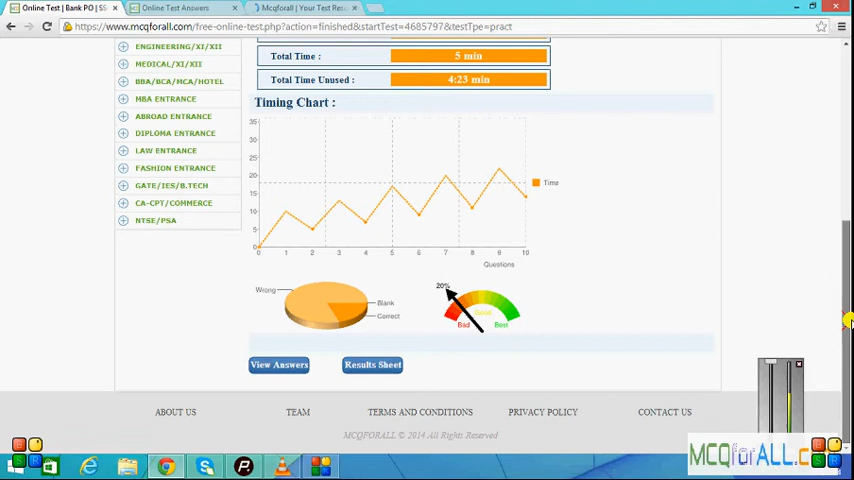 Online Test | Bank PO | SS
Online Test Answers
Mcqforall | Your Test Res
https://www.mcqforall.com/free-online-test.php?action=finished&startTest=4685797&testTpe=pract
ENGINEERING/XI/XII
MEDICAL/XI/XII
BBA/BCA/MCA/HOTEL
MBA ENTRANCE
ABROAD ENTRANCE
DIPLOMA ENTRANCE
LAW ENTRANCE
FASHION ENTRANCE
GATE/IES/B.TECH
CA-CPT/COMMERCE
NTSE/PSA
Total Time : 5 min
Total Time Unused : 4:23 min
Timing Chart :
35
30
25
20
15
10
5
0
0 1 2 3 4 5 6 7 8 9 10
Questions
Time
Wrong
Blank
Correct
20%
Bad
Good
Best
View Answers
Results Sheet
ABOUT US
TEAM
TERMS AND CONDITIONS
PRIVACY POLICY
CONTACT US
MCQFORALL © 2014 All Rights Reserved
MCQforALL.c